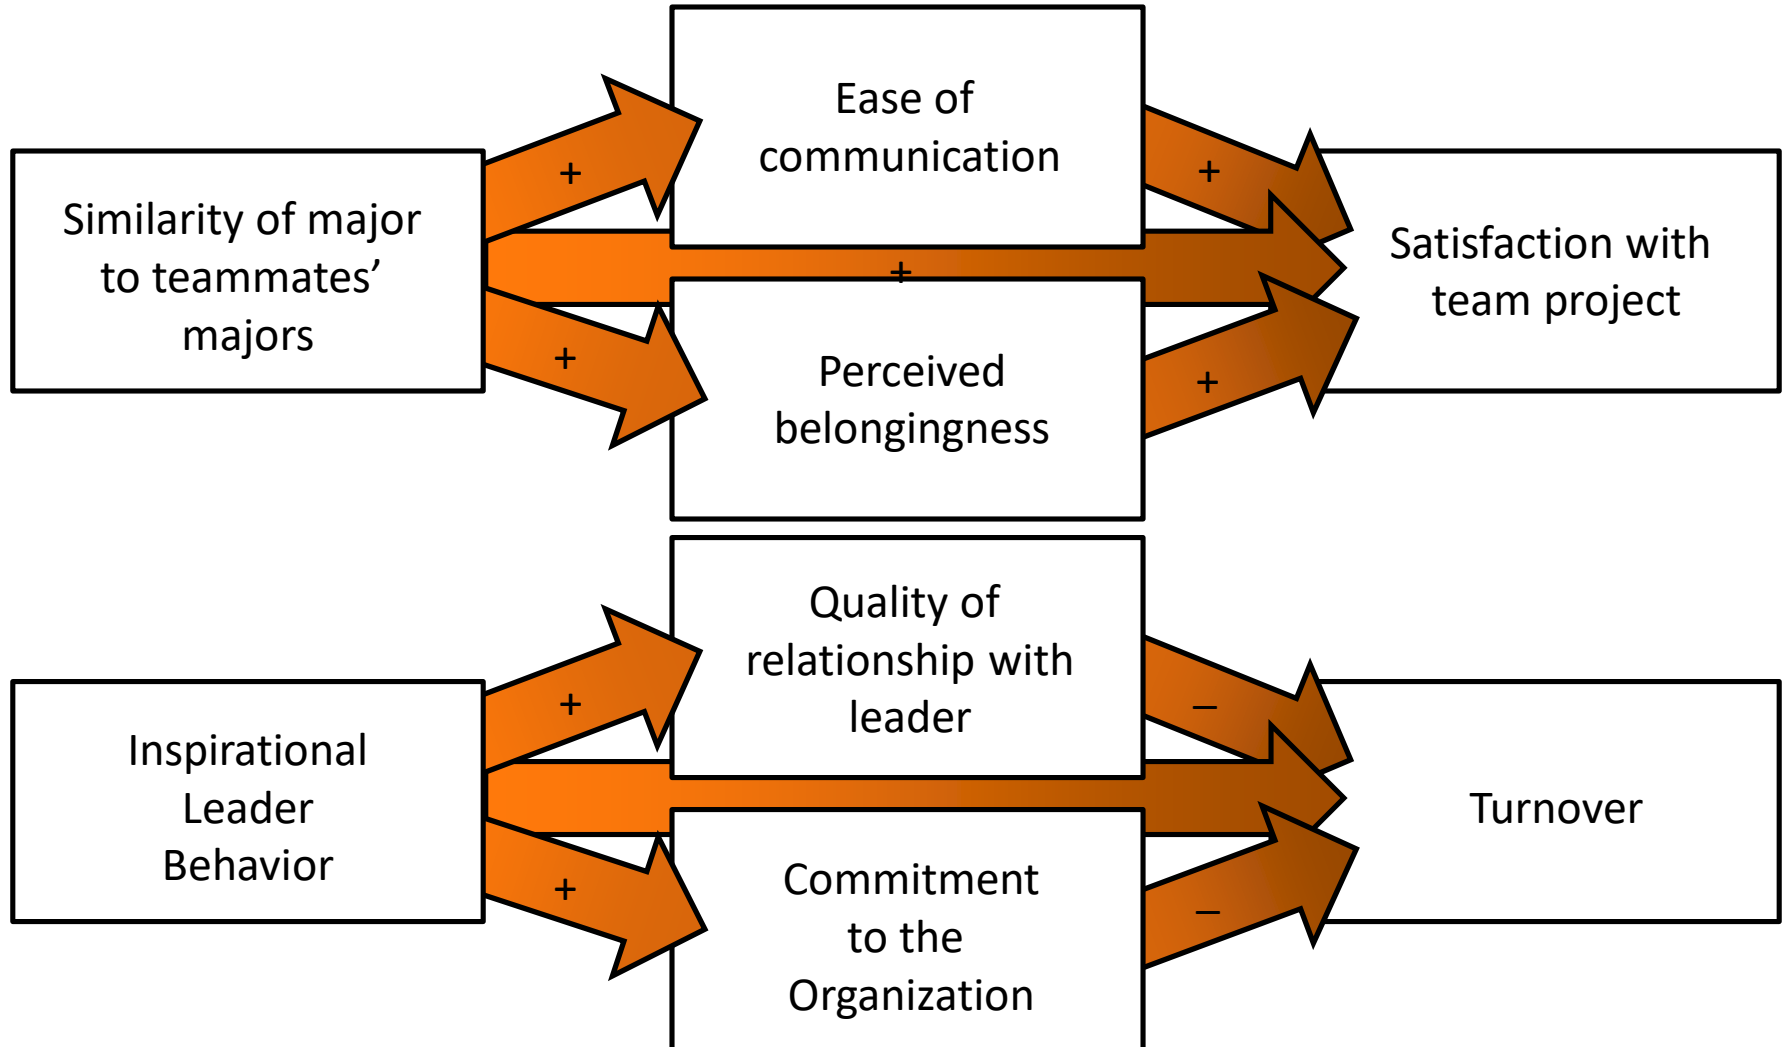 Similarity of major
to teammates’
majors
+
+
Ease of
communication
+
Perceived
belongingness
+
+
Satisfaction with
team project
Inspirational
Leader
Behavior
+
+
Quality of
relationship with
leader
Commitment
to the
Organization
–
–
Turnover